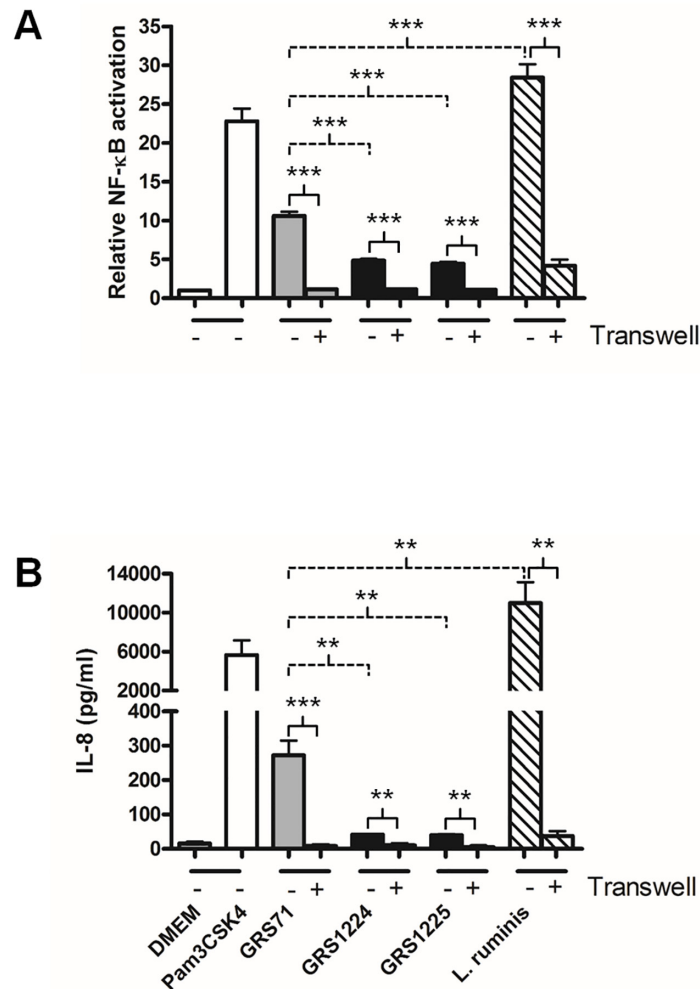 A
Relative NF-κB activation
35
30
25
20
15
10
5
0
***
***
***
***
***
***
***
- - - + - + - + - + Transwell
B
IL-8 (pg/ml)
14000
10000
6000
2000
400
300
200
100
0
**
**
**
**
***
**
**
- - - + - + - + - + Transwell
DMEM
Pam3CSK4
GRS71
GRS1224
GRS1225
L. ruminis